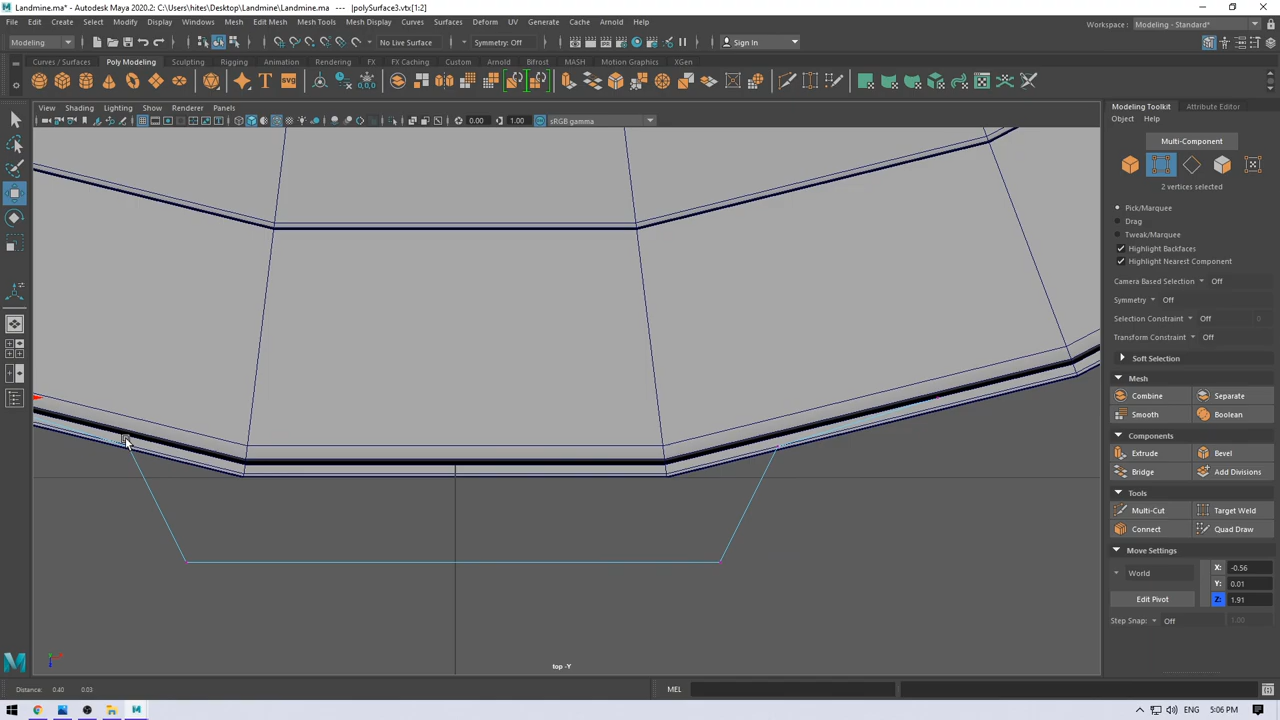 Landmine.ma* - Autodesk Maya 2020.2: C:\Users\hites\Desktop\Landmine\Landmine.ma   ---   |polySurface3.vtx[1:2]
File Edit Create Select Modify Display Windows Mesh Edit Mesh Mesh Tools Mesh Display Curves Surfaces Deform UV Generate Cache Arnold Help Workspace : Modeling - Standard*
Modeling No Live Surface Symmetry: Off Sign In
Curves / Surfaces Poly Modeling Sculpting Rigging Animation Rendering FX FX Caching Custom Arnold Bifrost MASH Motion Graphics XGen
SVG
View Shading Lighting Show Renderer Panels
0.00 1.00 sRGB gamma
Modeling Toolkit Attribute Editor
Object Help
Multi-Component
2 vertices selected
Pick/Marquee
Drag
Tweak/Marquee
Highlight Backfaces
Highlight Nearest Component
Camera Based Selection Off
Symmetry Off
Selection Constraint Off 0
Transform Constraint Off
Soft Selection
Mesh
Combine Separate
Smooth Boolean
Components
Extrude Bevel
Bridge Add Divisions
Tools
Multi-Cut Target Weld
Connect Quad Draw
Move Settings
World X: -0.56
Y: 0.01
Edit Pivot Z: 1.91
Step Snap: Off 1.00
top -Y
Distance: 0.40 0.03 MEL
ENG 5:06 PM